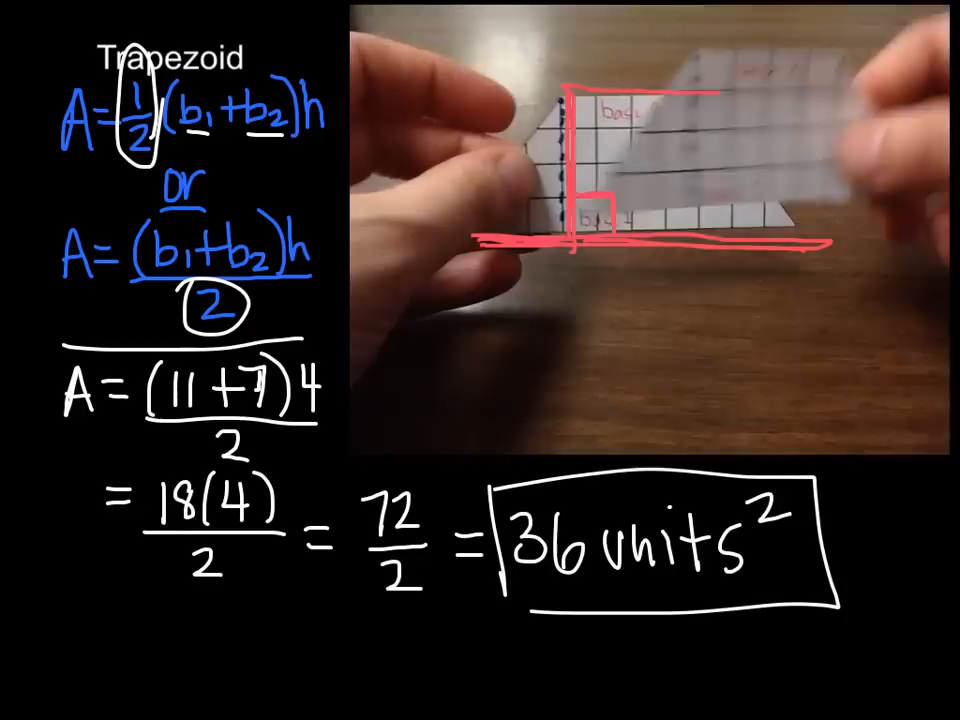 Trapezoid
A = 1/2 (b₁+b₂)h
or
A = (b₁+b₂)h / 2
A = (11+7)4 / 2
= 18(4) / 2 = 72 / 2 = 36 units²